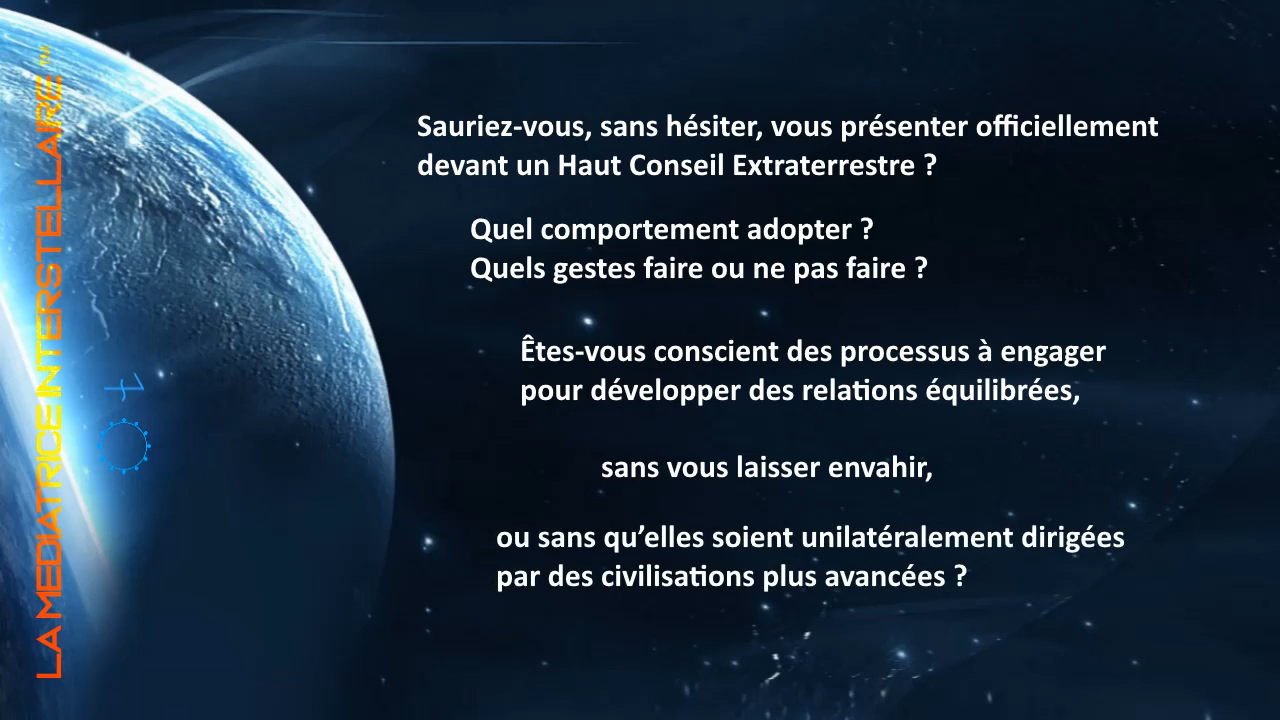 LA MEDIATRICE INTERSTELLAIRE™
Sauriez-vous, sans hésiter, vous présenter officiellement
devant un Haut Conseil Extraterrestre ?
Quel comportement adopter ?
Quels gestes faire ou ne pas faire ?
Êtes-vous conscient des processus à engager
pour développer des relations équilibrées,
sans vous laisser envahir,
ou sans qu’elles soient unilatéralement dirigées
par des civilisations plus avancées ?